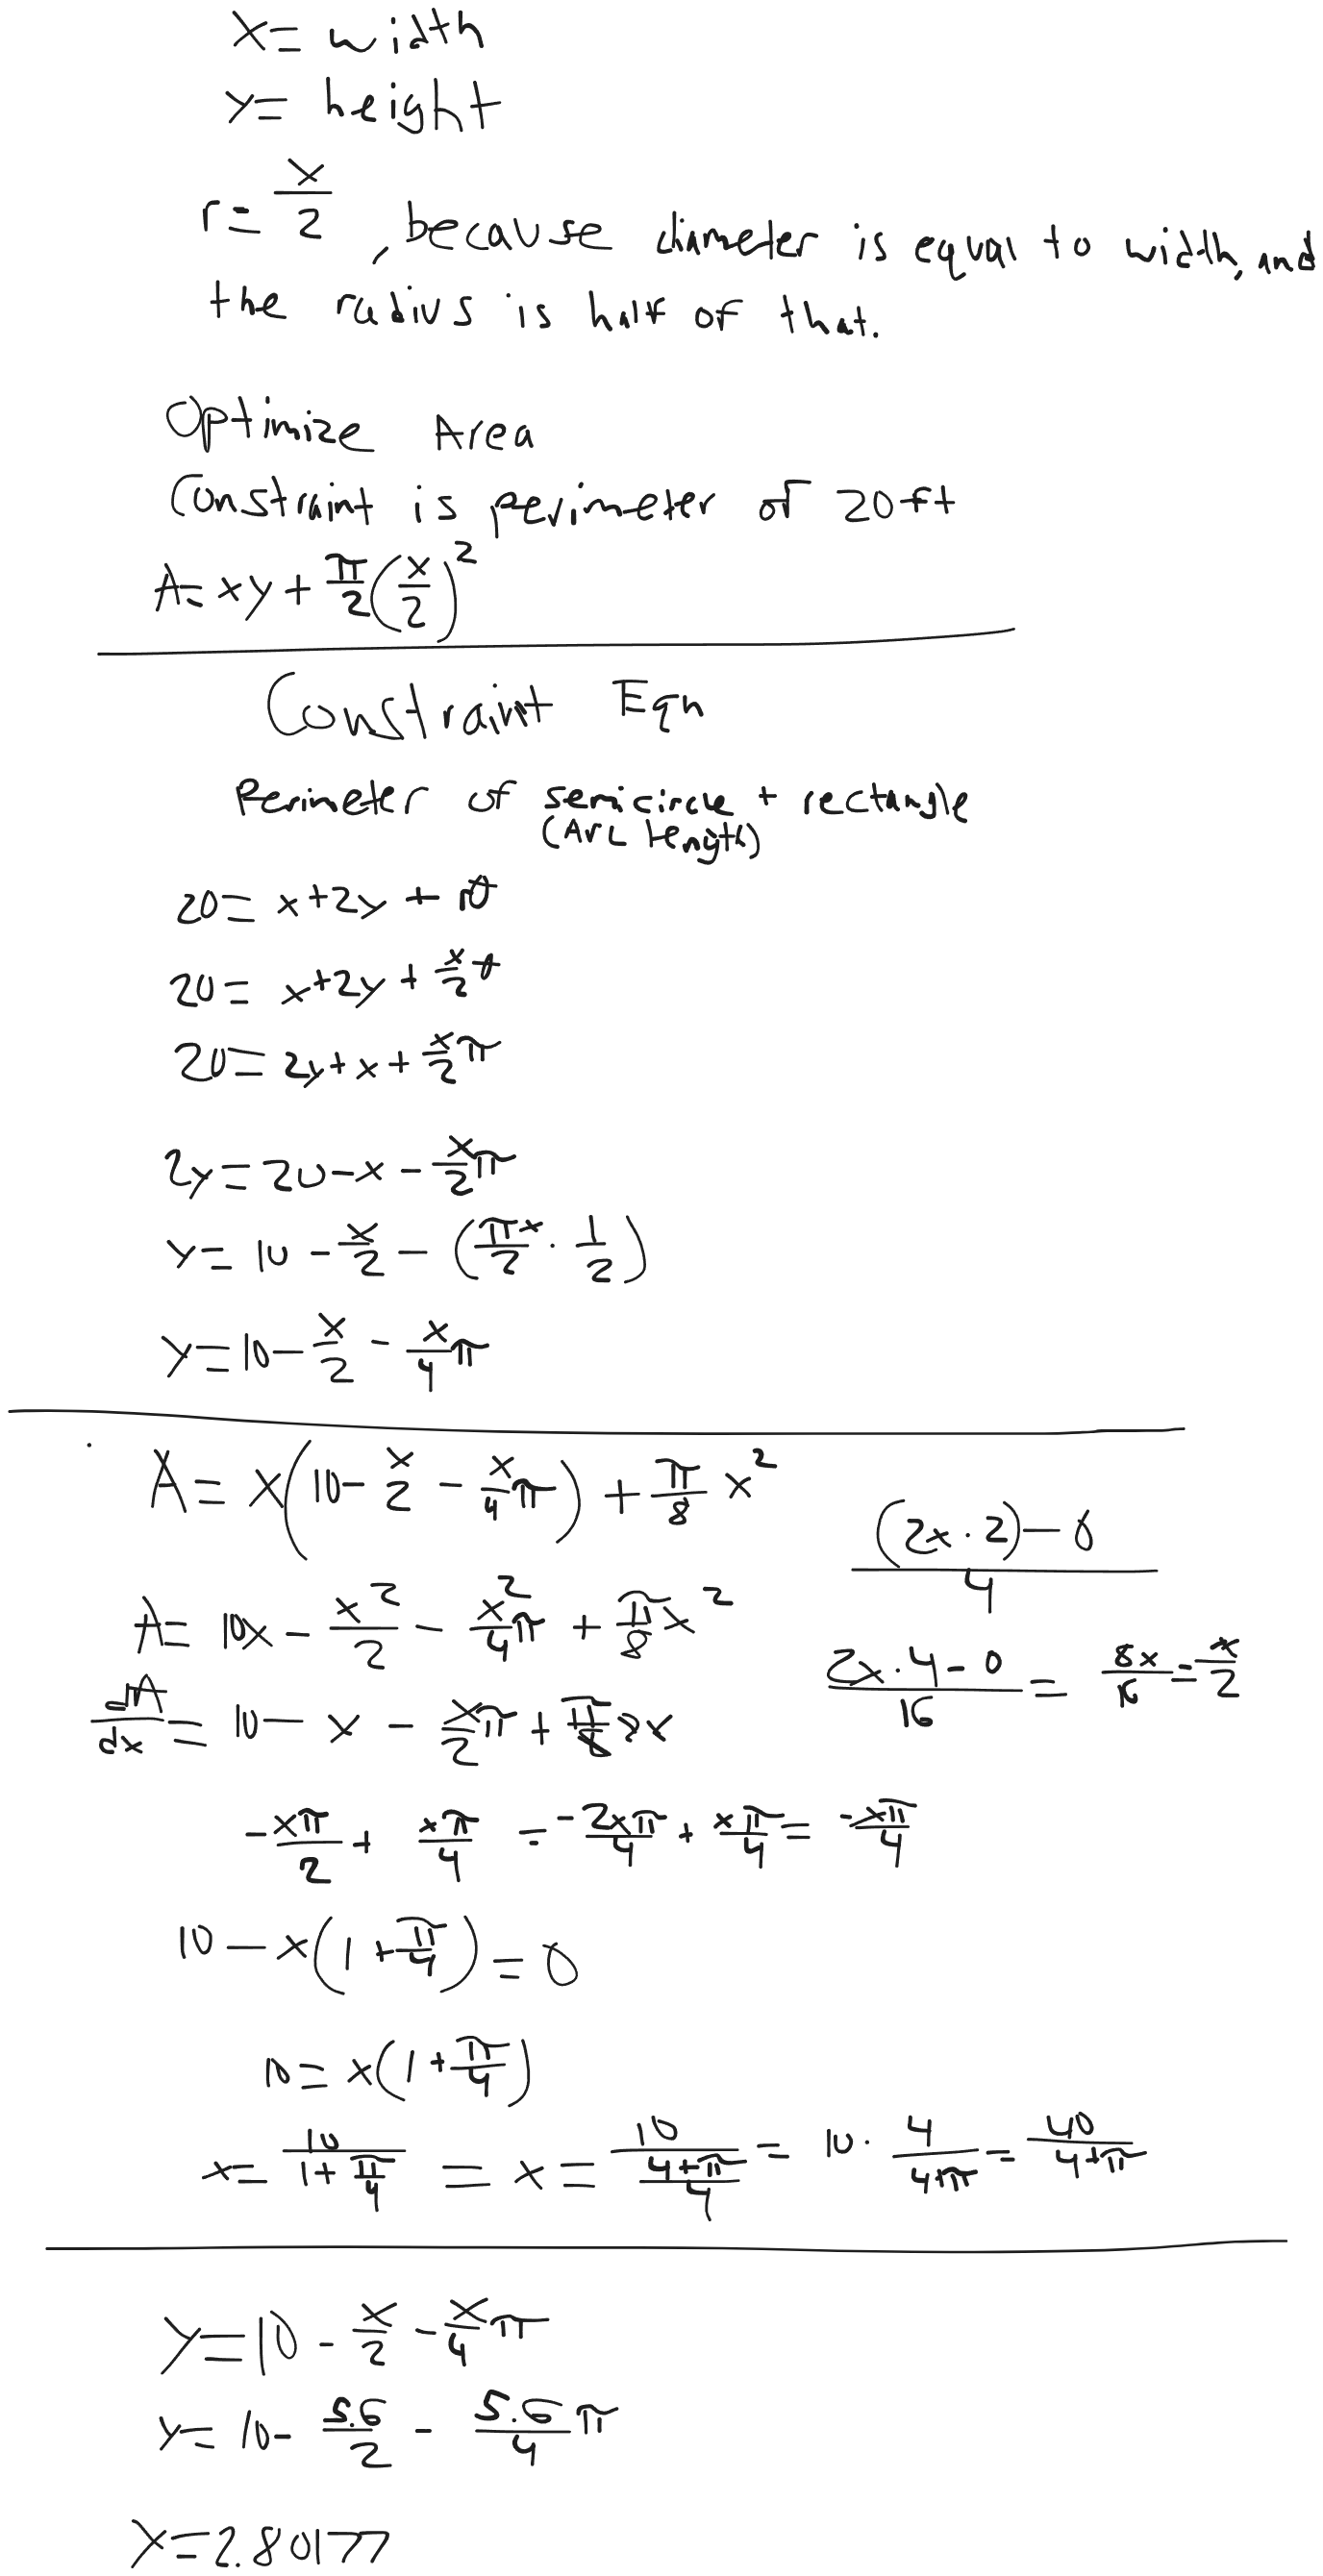 x = width
y = height
r = x/2, because diameter is equal to width, and
the radius is half of that.
Optimize Area
Constraint is perimeter of 20ft
A = xy + π/2 (x/2)^2
Constraint Eqn
Perimeter of semicircle + rectangle
(Arc length)
20 = x + 2y + rθ
20 = x + 2y + x/2 θ
20 = 2y + x + x/2 π
2y = 20 - x - x/2 π
y = 10 - x/2 - (πx/2 · 1/2)
y = 10 - x/2 - x/4 π
A = x(10 - x/2 - x/4 π) + π/8 x^2
((2x · 2) - 0)/4
A = 10x - x^2/2 - x^2/4 π + π/8 x^2
(2x · 4 - 0)/16 = 8x/16 = x/2
dA/dx = 10 - x - x/2 π + π/8 2x
-xπ/2 + xπ/4 = -2xπ/4 + xπ/4 = -xπ/4
10 - x(1 + π/4) = 0
10 = x(1 + π/4)
x = 10/(1 + π/4) = x = 10/((4+π)/4) = 10 · 4/(4+π) = 40/(4+π)
y = 10 - x/2 - x/4 π
y = 10 - 5.6/2 - 5.6/4 π
y = 2.80177